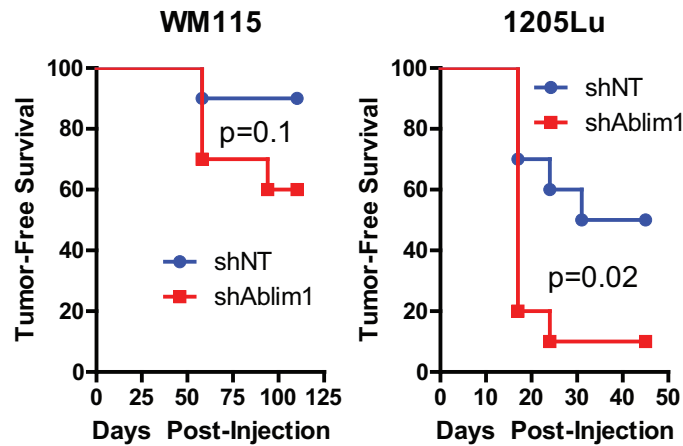 WM115
Tumor-Free Survival
100
80
60
40
20
0
p=0.1
shNT
shAblim1
0 25 50 75 100 125
Days Post-Injection
1205Lu
Tumor-Free Survival
100
80
60
40
20
0
shNT
shAblim1
p=0.02
0 10 20 30 40 50
Days Post-Injection